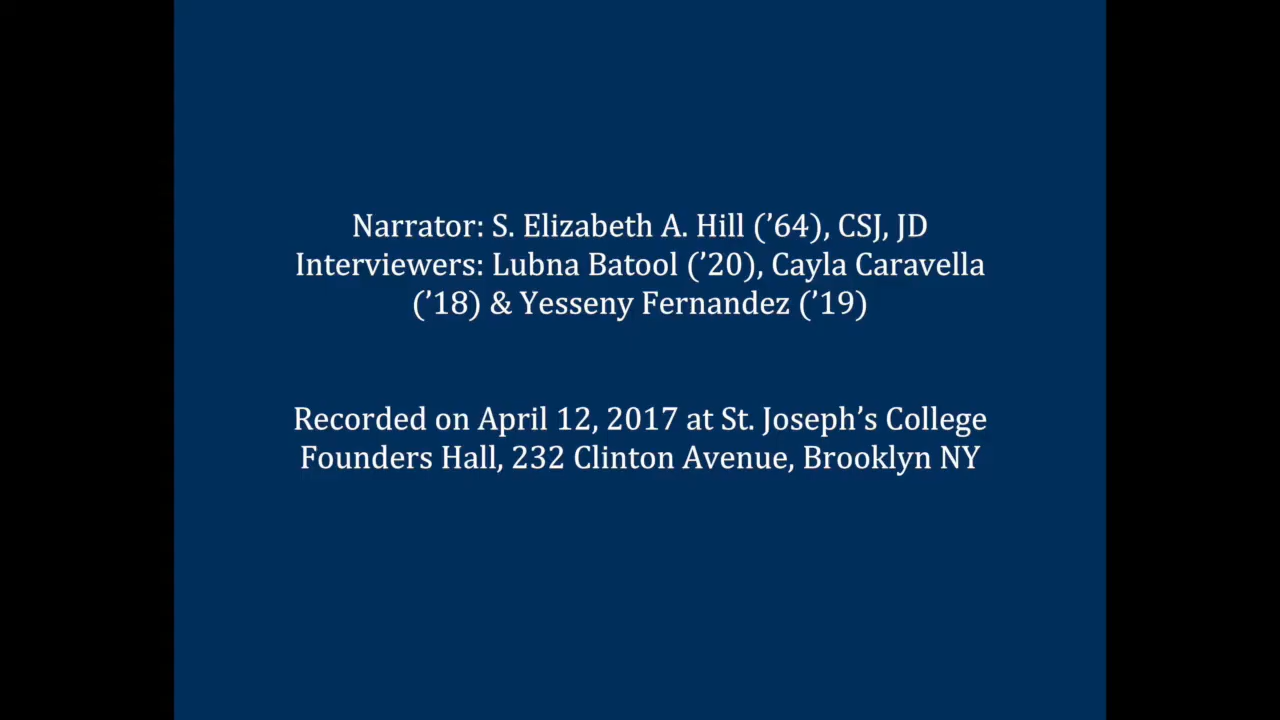 Narrator: S. Elizabeth A. Hill (’64), CSJ, JD
Interviewers: Lubna Batool (’20), Cayla Caravella
(’18) & Yesseny Fernandez (’19)
Recorded on April 12, 2017 at St. Joseph’s College
Founders Hall, 232 Clinton Avenue, Brooklyn NY